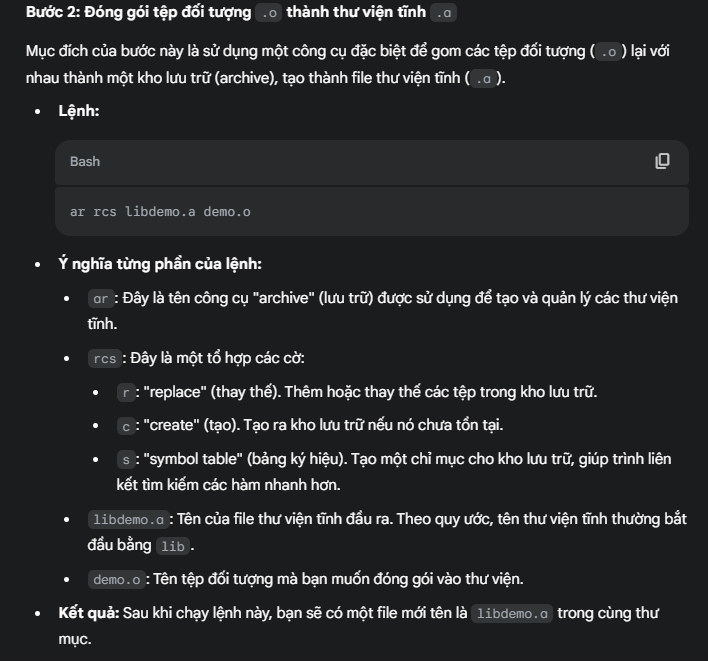 Bước 2: Đóng gói tệp đối tượng .o thành thư viện tĩnh .a
Mục đích của bước này là sử dụng một công cụ đặc biệt để gom các tệp đối tượng ( .o ) lại với
nhau thành một kho lưu trữ (archive), tạo thành file thư viện tĩnh ( .a ).
• Lệnh:
Bash
ar rcs libdemo.a demo.o
• Ý nghĩa từng phần của lệnh:
• ar : Đây là tên công cụ "archive" (lưu trữ) được sử dụng để tạo và quản lý các thư viện
tĩnh.
• rcs : Đây là một tổ hợp các cờ:
• r : "replace" (thay thế). Thêm hoặc thay thế các tệp trong kho lưu trữ.
• c : "create" (tạo). Tạo ra kho lưu trữ nếu nó chưa tồn tại.
• s : "symbol table" (bảng ký hiệu). Tạo một chỉ mục cho kho lưu trữ, giúp trình liên
kết tìm kiếm các hàm nhanh hơn.
• libdemo.a : Tên của file thư viện tĩnh đầu ra. Theo quy ước, tên thư viện tĩnh thường bắt
đầu bằng lib .
• demo.o : Tên tệp đối tượng mà bạn muốn đóng gói vào thư viện.
• Kết quả: Sau khi chạy lệnh này, bạn sẽ có một file mới tên là libdemo.a trong cùng thư
mục.